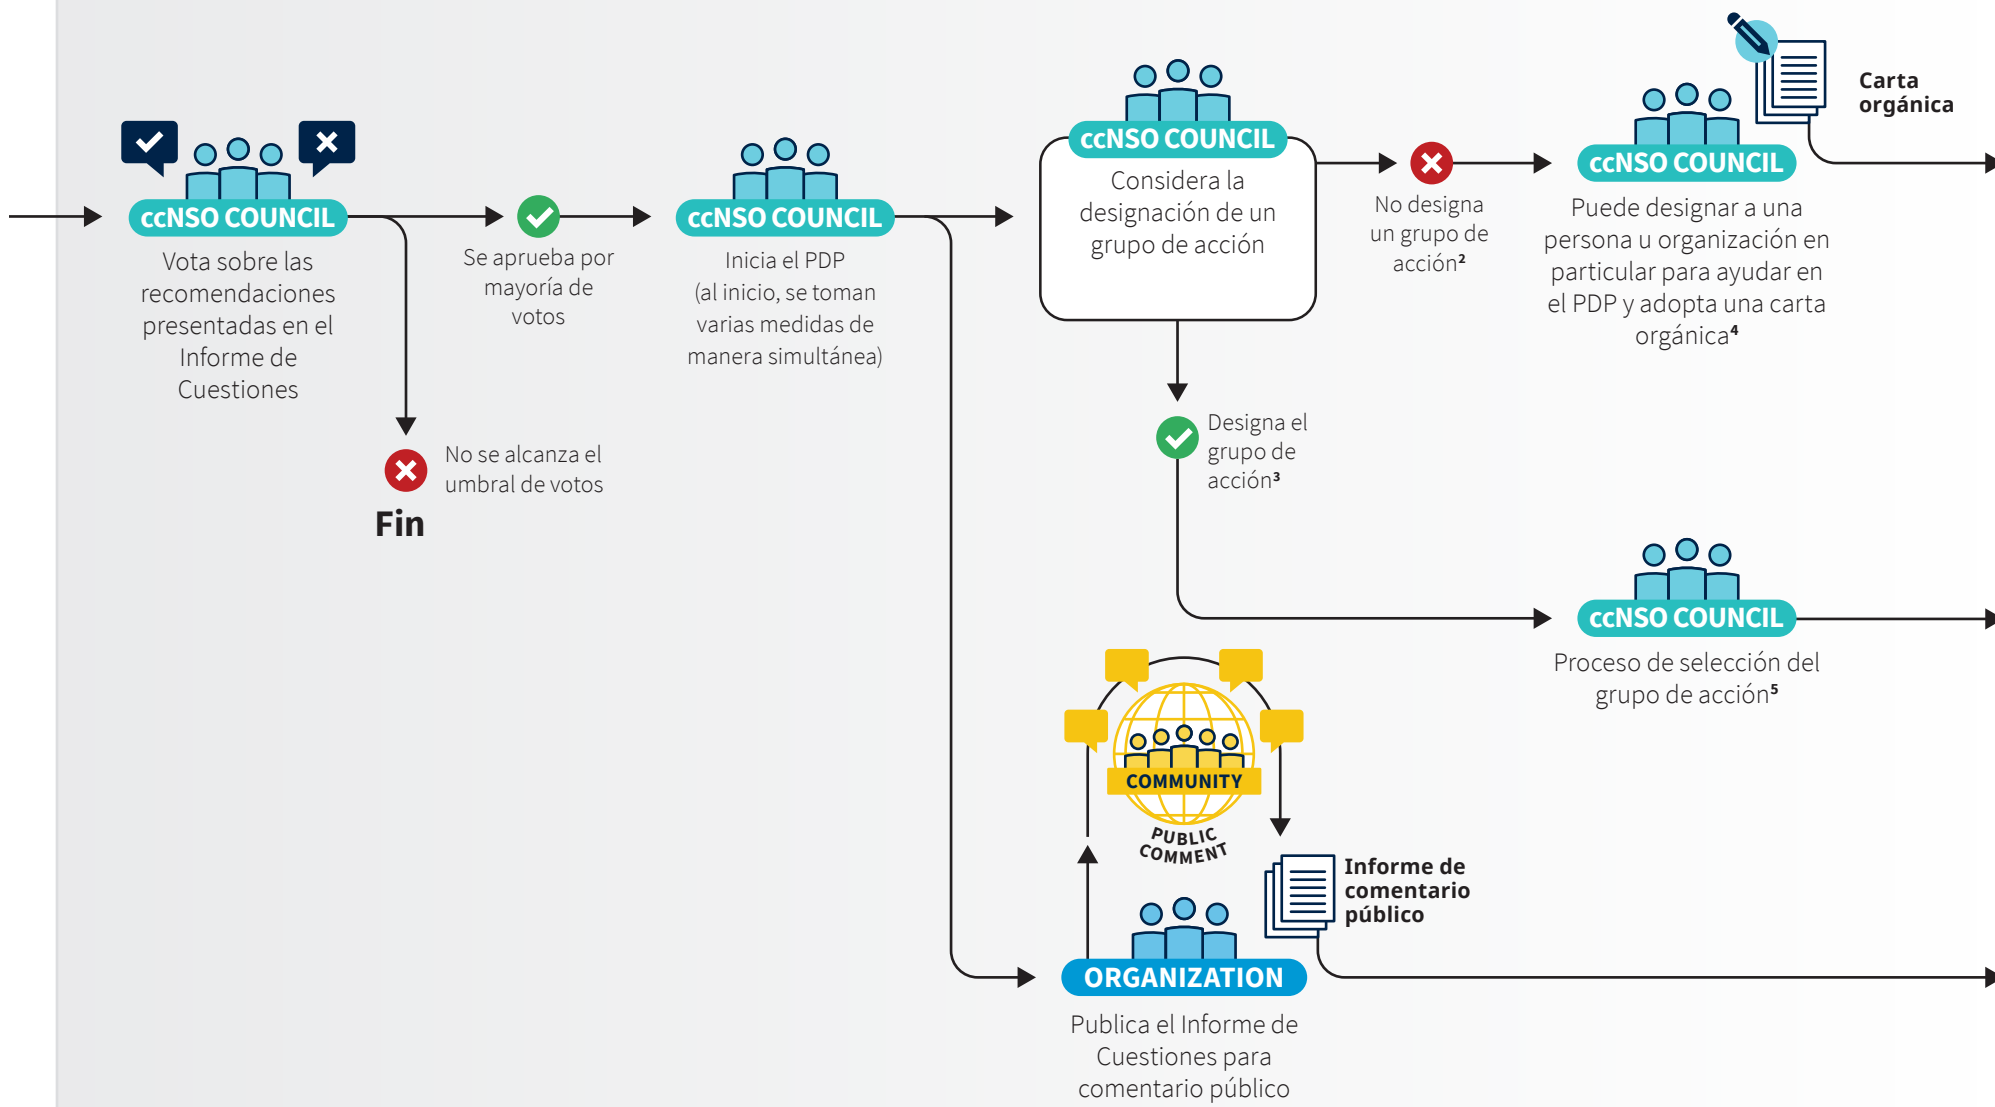 ccNSO COUNCIL
Vota sobre las
recomendaciones
presentadas en el
Informe de
Cuestiones
Se aprueba por
mayoría de
votos
No se alcanza el
umbral de votos
Fin
ccNSO COUNCIL
Inicia el PDP
(al inicio, se toman
varias medidas de
manera simultánea)
ccNSO COUNCIL
Considera la
designación de un
grupo de acción
No designa
un grupo de
acción²
ccNSO COUNCIL
Puede designar a una
persona u organización en
particular para ayudar en
el PDP y adopta una carta
orgánica⁴
Carta
orgánica
Designa el
grupo de
acción³
ccNSO COUNCIL
Proceso de selección del
grupo de acción⁵
COMMUNITY
PUBLIC
COMMENT
Informe de
comentario
público
ORGANIZATION
Publica el Informe de
Cuestiones para
comentario público